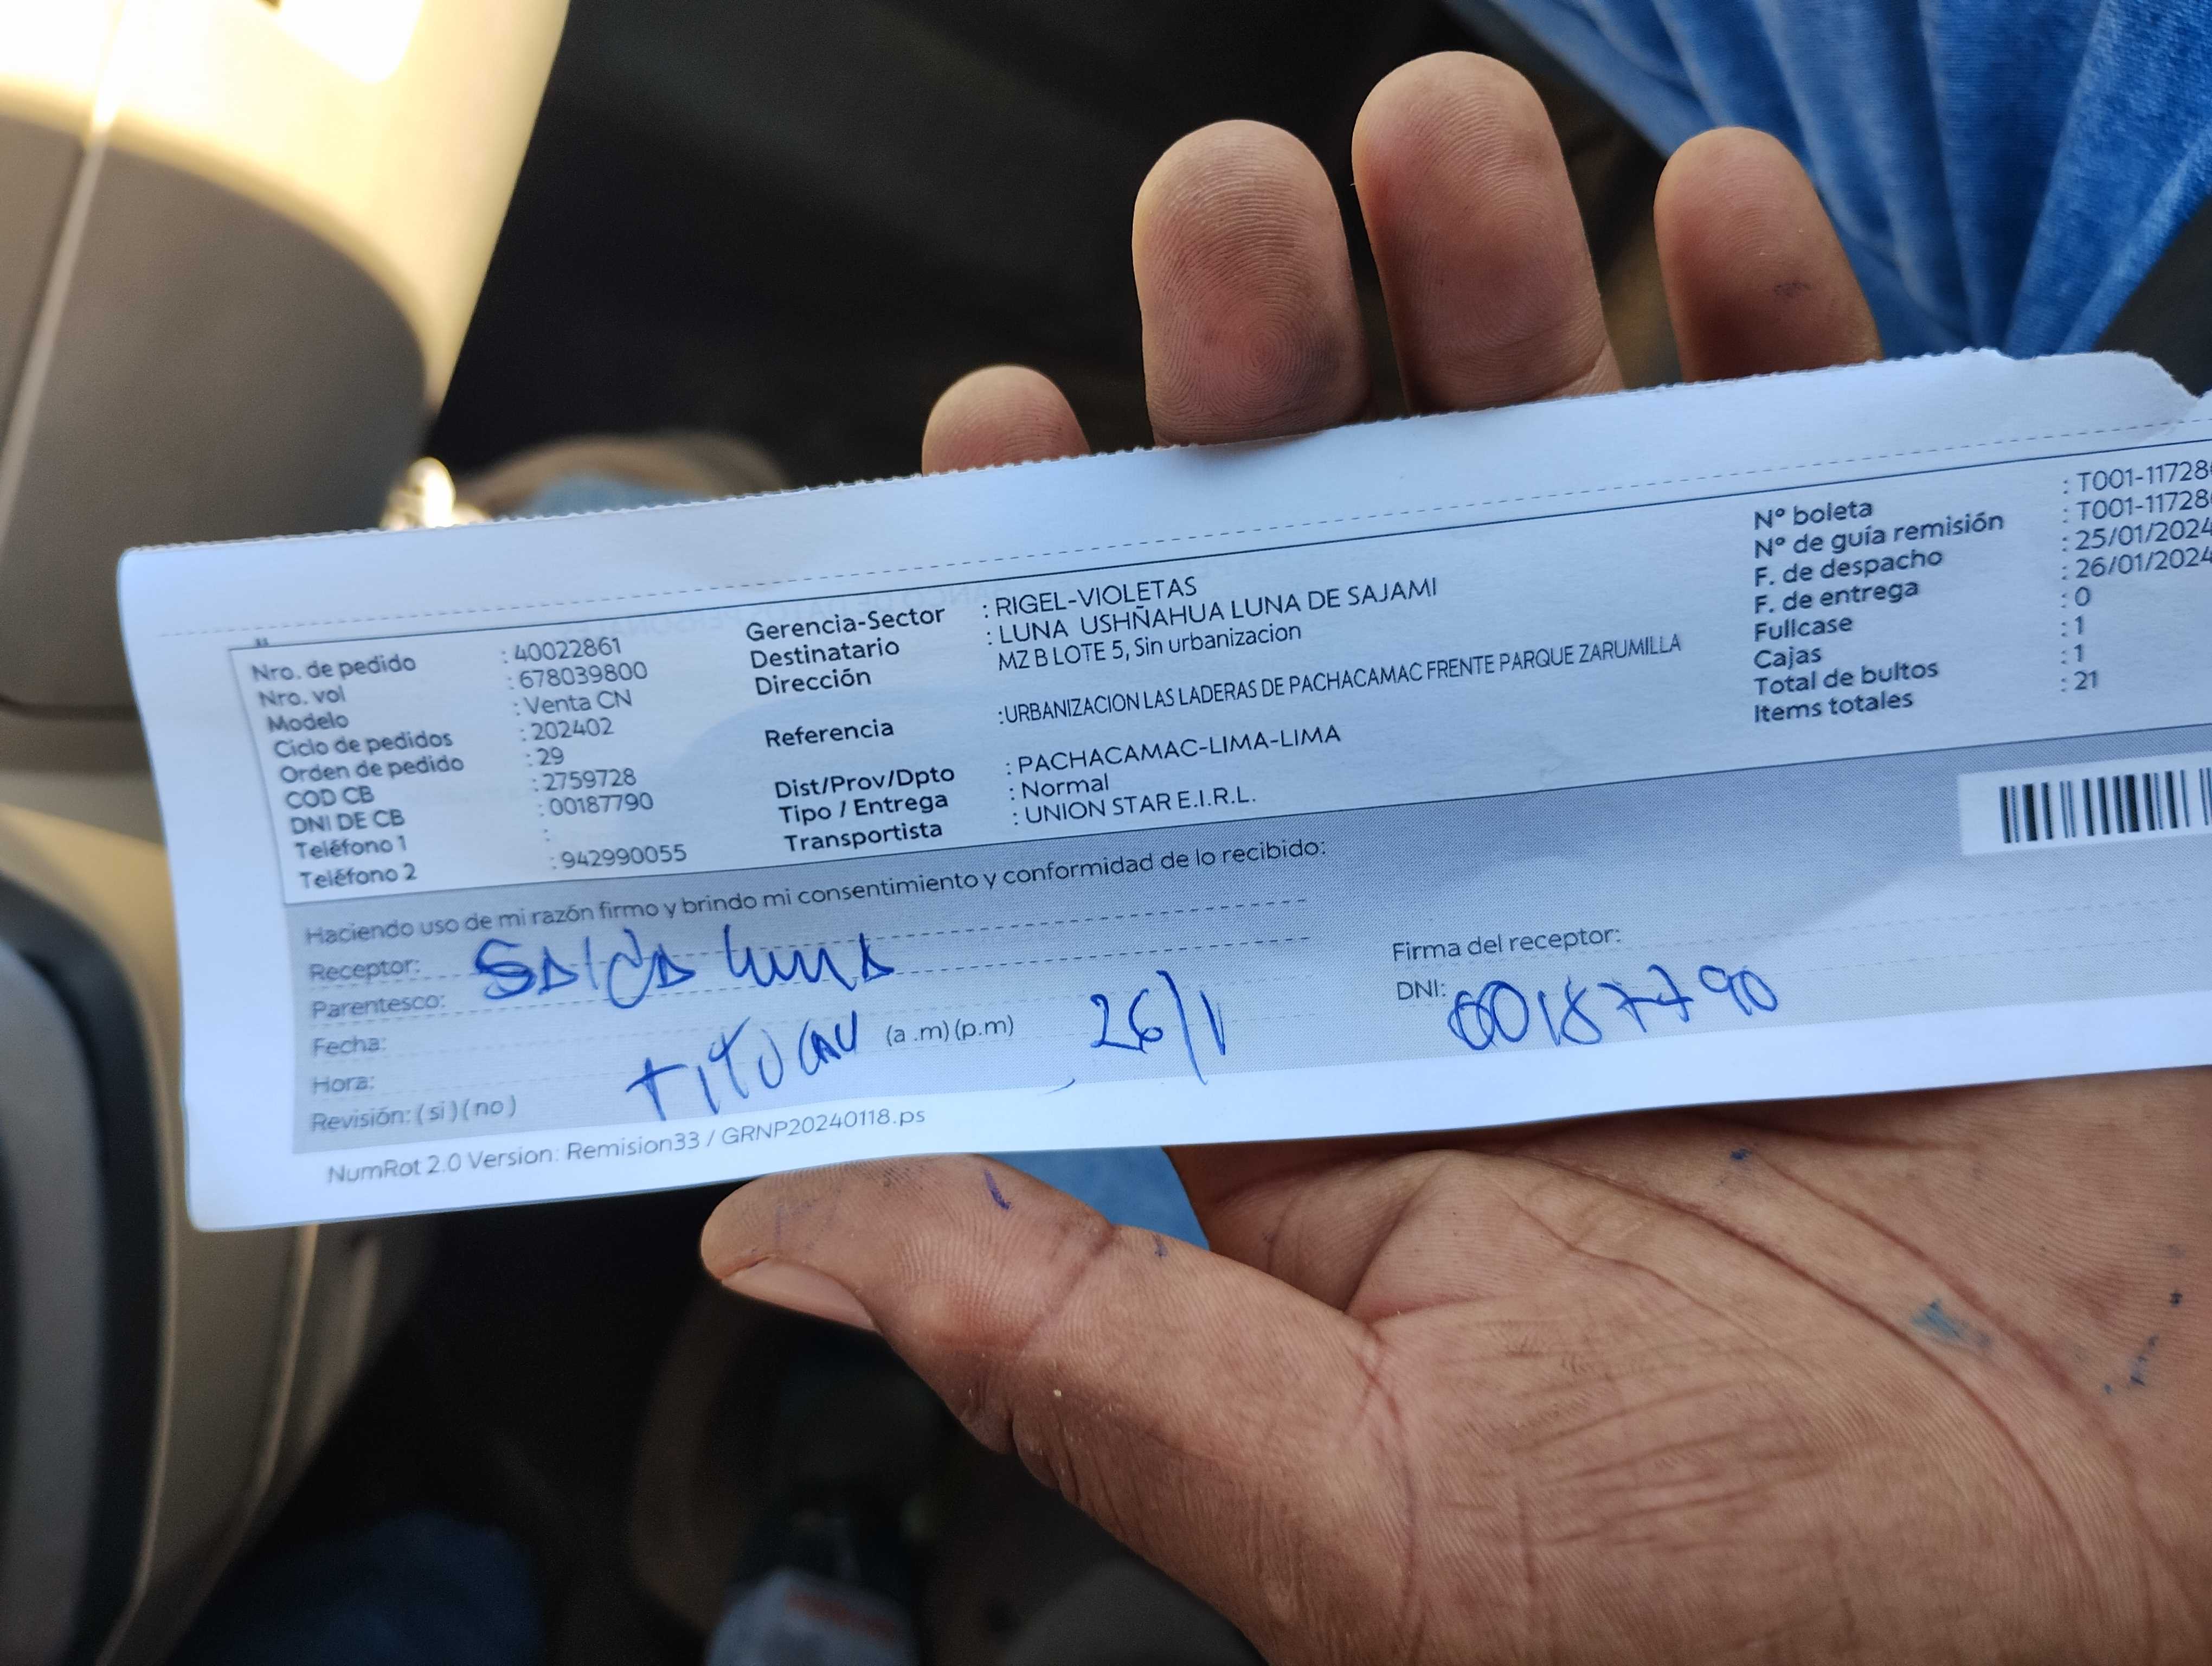 Nro. de pedido : 40022861
Nro. vol : 678039800
Modelo : Venta CN
Ciclo de pedidos : 202402
Orden de pedido : 29
COD CB : 2759728
DNI DE CB : 00187790
Teléfono 1 :
Teléfono 2 : 942990055
Gerencia-Sector : RIGEL-VIOLETAS
Destinatario : LUNA USHÑAHUA LUNA DE SAJAMI
Dirección MZ B LOTE 5, Sin urbanizacion
Referencia :URBANIZACION LAS LADERAS DE PACHACAMAC FRENTE PARQUE ZARUMILLA
Dist/Prov/Dpto : PACHACAMAC-LIMA-LIMA
Tipo / Entrega : Normal
Transportista : UNION STAR E.I.R.L.
Nº boleta : T001-11728
Nº de guía remisión : T001-11728
F. de despacho : 25/01/2024
F. de entrega : 26/01/2024
Fullcase : 0
Cajas : 1
Total de bultos : 1
Items totales : 21
Haciendo uso de mi razón firmo y brindo mi consentimiento y conformidad de lo recibido:
Receptor: Luna
Parentesco:
Fecha:
Hora: (a .m) (p.m) 26/1
Revisión: ( si ) ( no )
Firma del receptor:
DNI: 00187790
NumRot 2.0 Version: Remision33 / GRNP20240118.ps